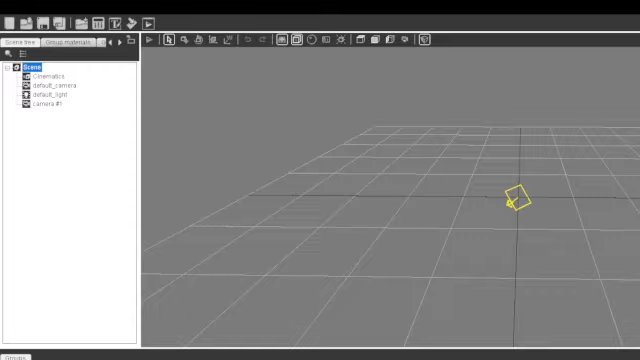 Scene tree Group materials
Scene
Cinematics
default_camera
default_light
camera #1
Groups